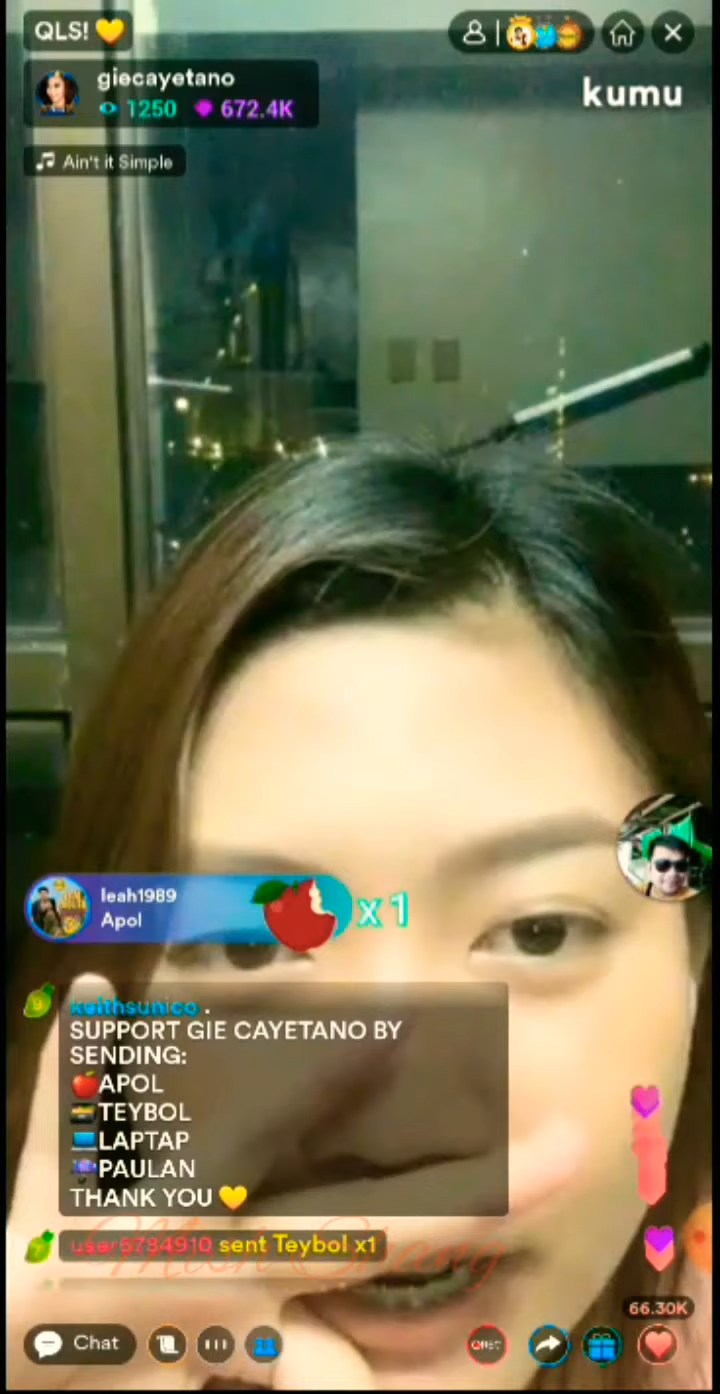 QLS! 💛
giecayetano
1250 672.4K
kumu
Ain't it Simple
leah1989
Apol
x1
keithsunico .
SUPPORT GIE CAYETANO BY
SENDING:
🍎APOL
TEYBOL
💻LAPTAP
PAULAN
THANK YOU 💛
user6784910 sent Teybol x1
66.30K
Chat